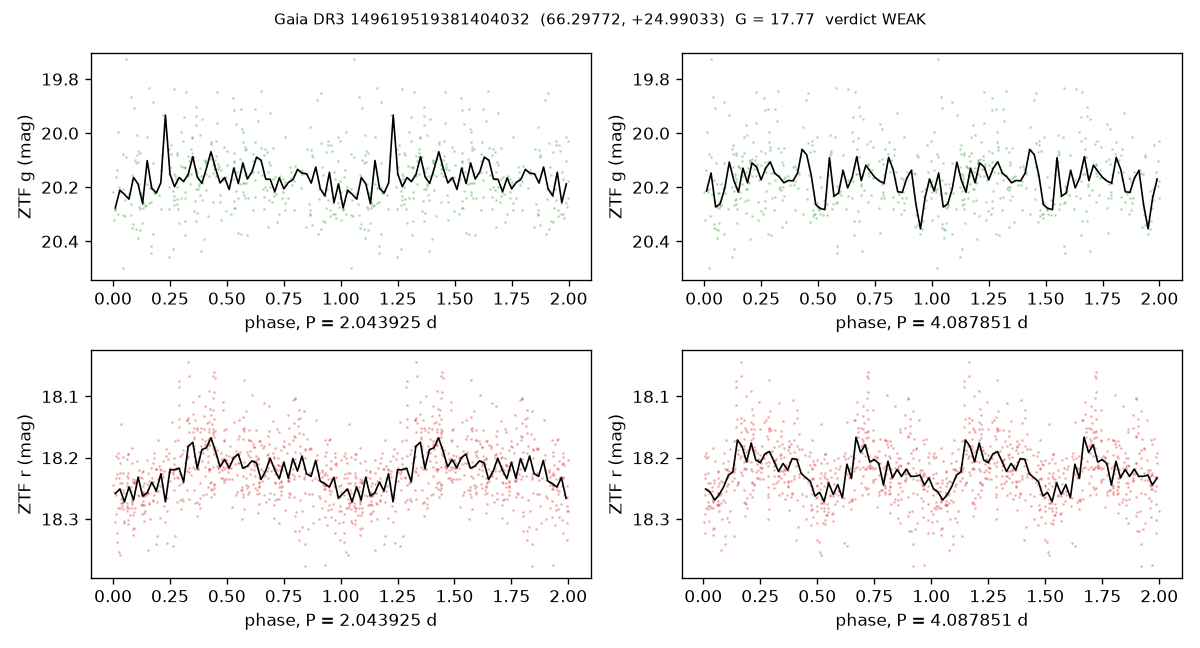 Gaia DR3 149619519381404032  (66.29772, +24.99033)  G = 17.77  verdict WEAK
ZTF g (mag)
19.8
20.0
20.2
20.4
0.00 0.25 0.50 0.75 1.00 1.25 1.50 1.75 2.00
phase, P = 2.043925 d
ZTF g (mag)
19.8
20.0
20.2
20.4
0.00 0.25 0.50 0.75 1.00 1.25 1.50 1.75 2.00
phase, P = 4.087851 d
ZTF r (mag)
18.1
18.2
18.3
0.00 0.25 0.50 0.75 1.00 1.25 1.50 1.75 2.00
phase, P = 2.043925 d
ZTF r (mag)
18.1
18.2
18.3
0.00 0.25 0.50 0.75 1.00 1.25 1.50 1.75 2.00
phase, P = 4.087851 d